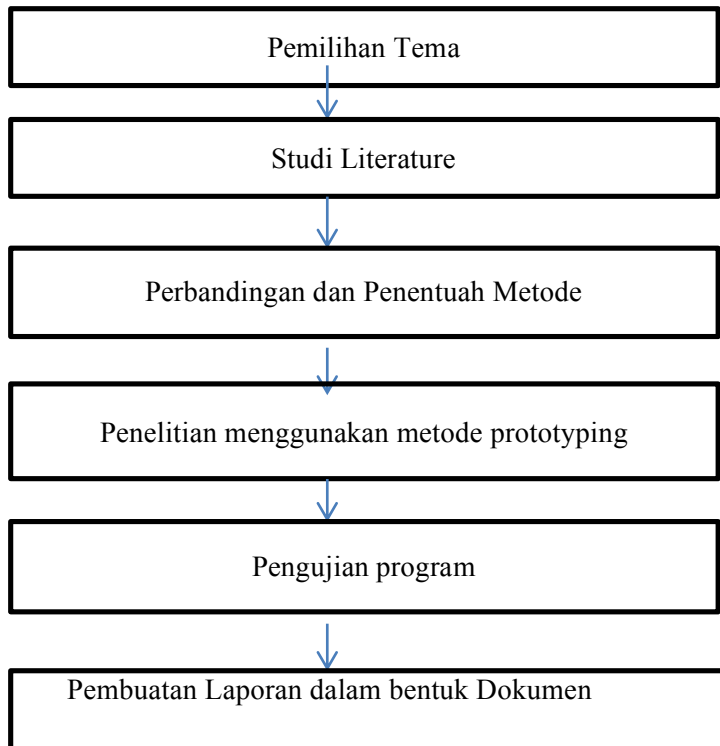 Pemilihan Tema
Studi Literature
Perbandingan dan Penentuah Metode
Penelitian menggunakan metode prototyping
Pengujian program
Pembuatan Laporan dalam bentuk Dokumen